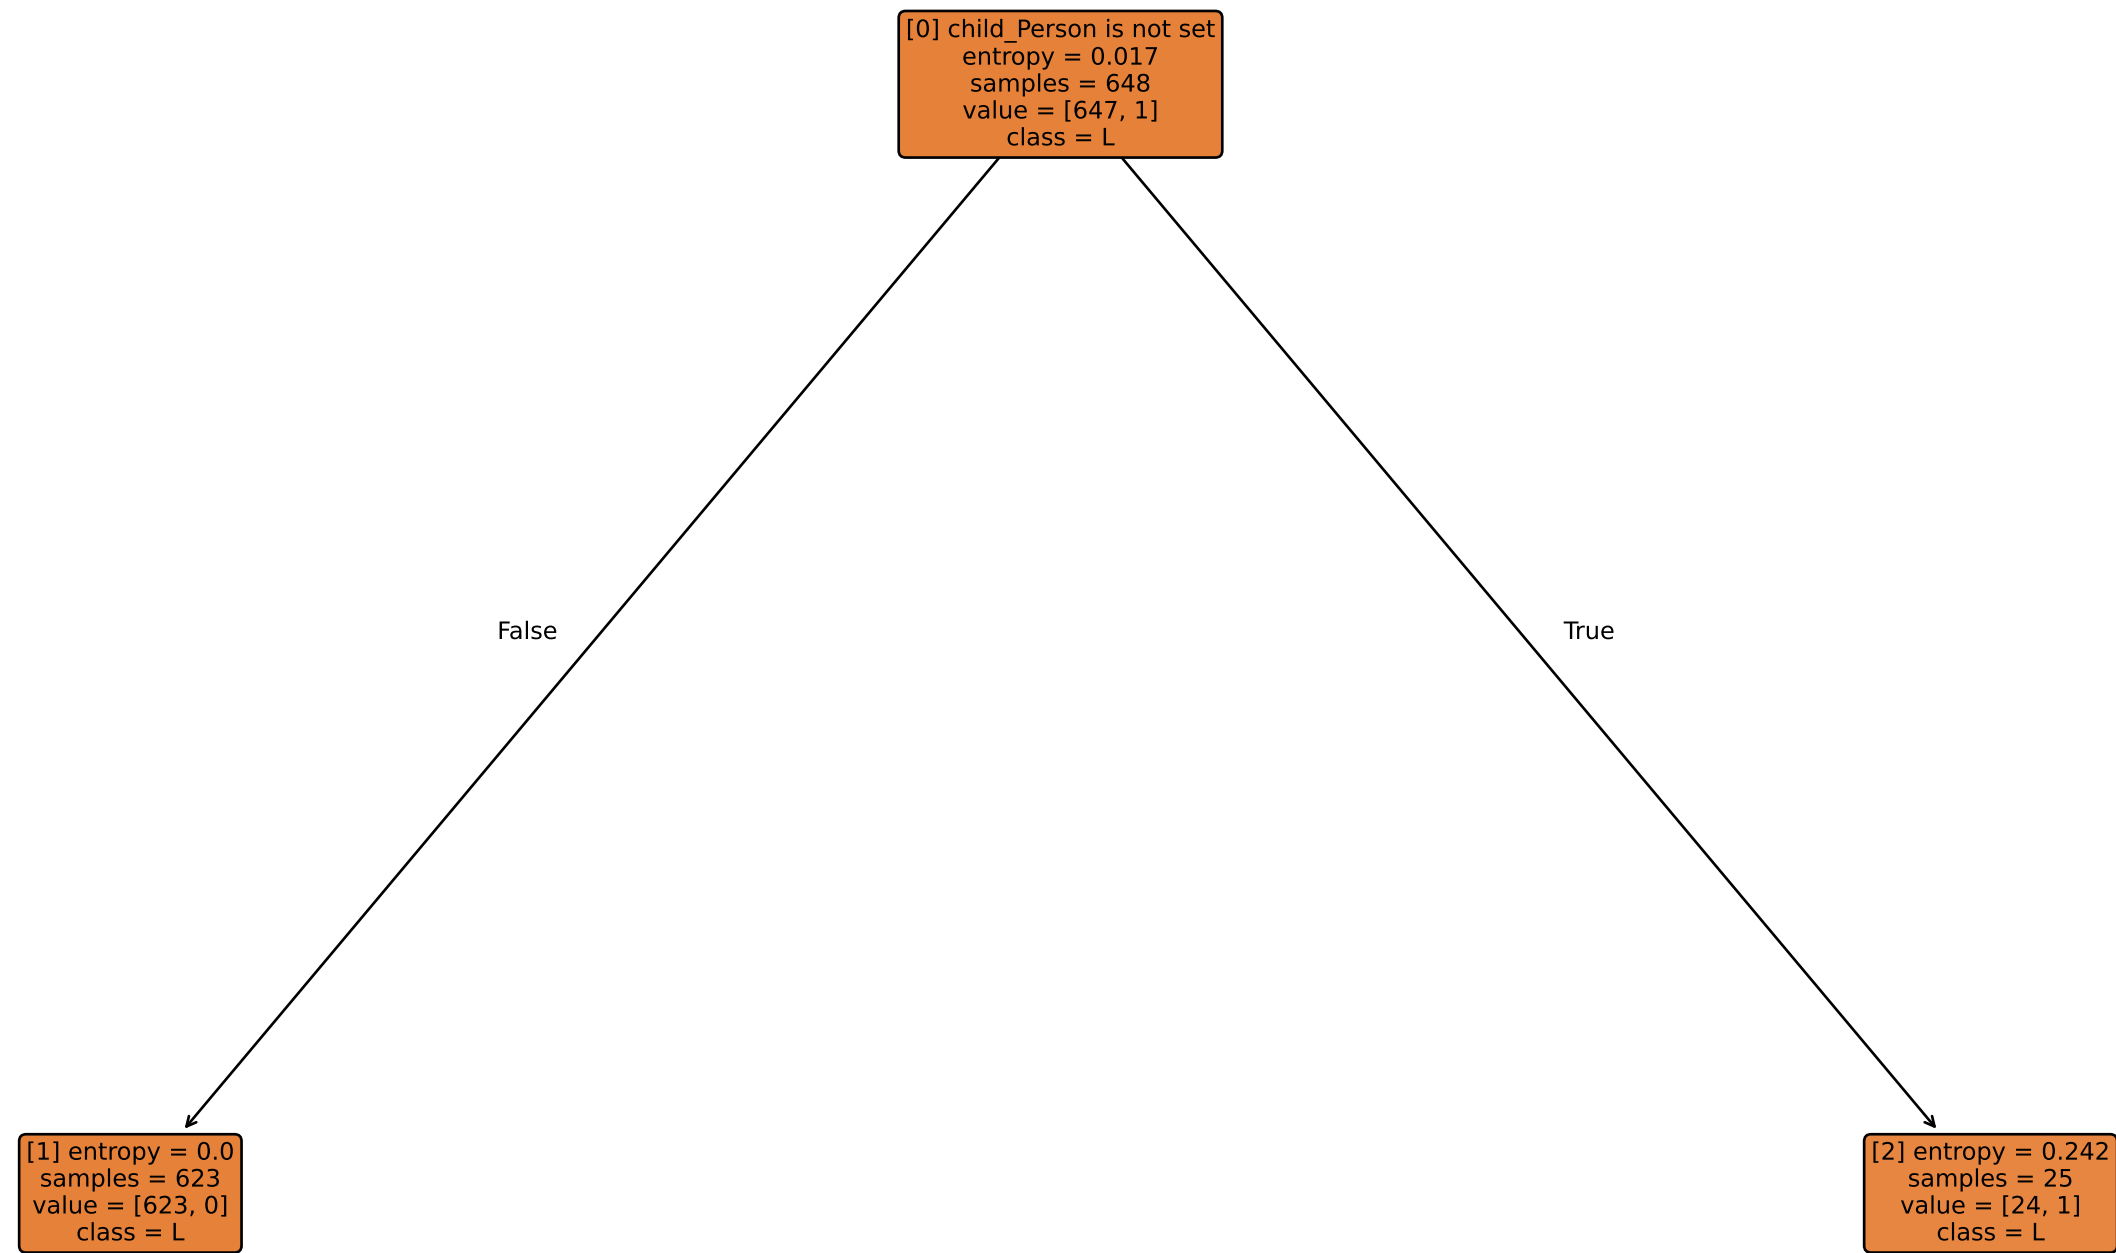 [0] child_Person is not set
entropy = 0.017
samples = 648
value = [647, 1]
class = L
False
True
[1] entropy = 0.0
samples = 623
value = [623, 0]
class = L
[2] entropy = 0.242
samples = 25
value = [24, 1]
class = L